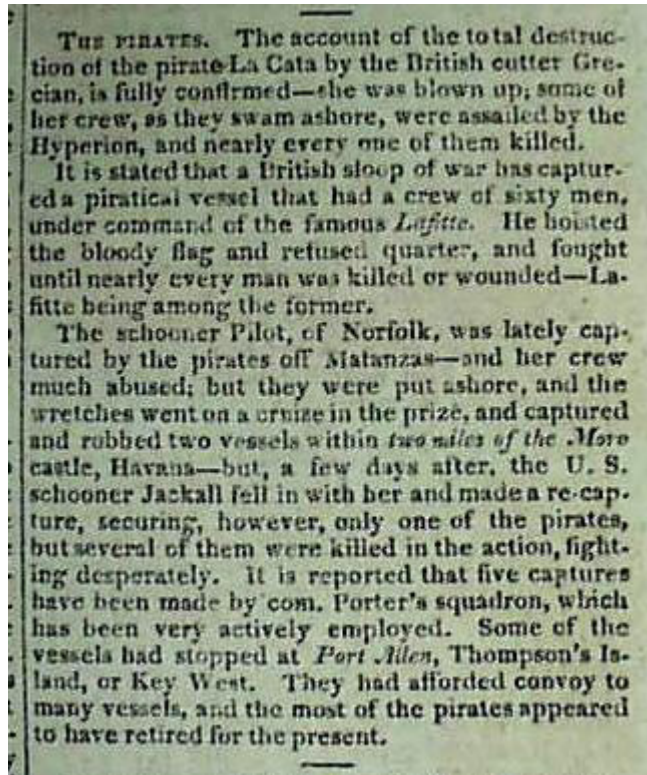 THE PIRATES. The account of the total destruc-
tion of the pirate La Cata by the British cutter Gre-
cian, is fully confirmed—she was blown up; some of
her crew, as they swam ashore, were assailed by the
Hyperion, and nearly every one of them killed.
It is stated that a British sloop of war has captur-
ed a piratical vessel that had a crew of sixty men,
under command of the famous Lafitte. He hoisted
the bloody flag and refused quarter, and fought
until nearly every man was killed or wounded—La-
fitte being among the former.
The schooner Pilot, of Norfolk, was lately cap-
tured by the pirates off Matanzas—and her crew
much abused; but they were put ashore, and the
wretches went on a cruize in the prize, and captured
and robbed two vessels within two miles of the Moro
castle, Havana—but, a few days after, the U. S.
schooner Jackall fell in with her and made a re-cap-
ture, securing, however, only one of the pirates,
but several of them were killed in the action, fight-
ing desperately. It is reported that five captures
have been made by com. Porter's squadron, which
has been very actively employed. Some of the
vessels had stopped at Port Allen, Thompson's Is-
land, or Key West. They had afforded convoy to
many vessels, and the most of the pirates appeared
to have retired for the present.